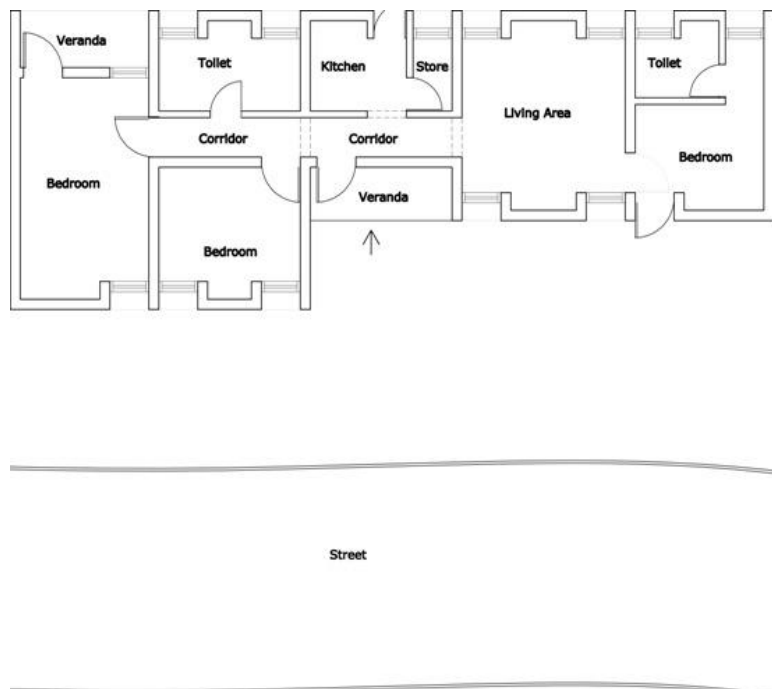 Veranda
Toilet
Kitchen
Store
Living Area
Toilet
Corridor
Corridor
Bedroom
Bedroom
Veranda
Bedroom
Street